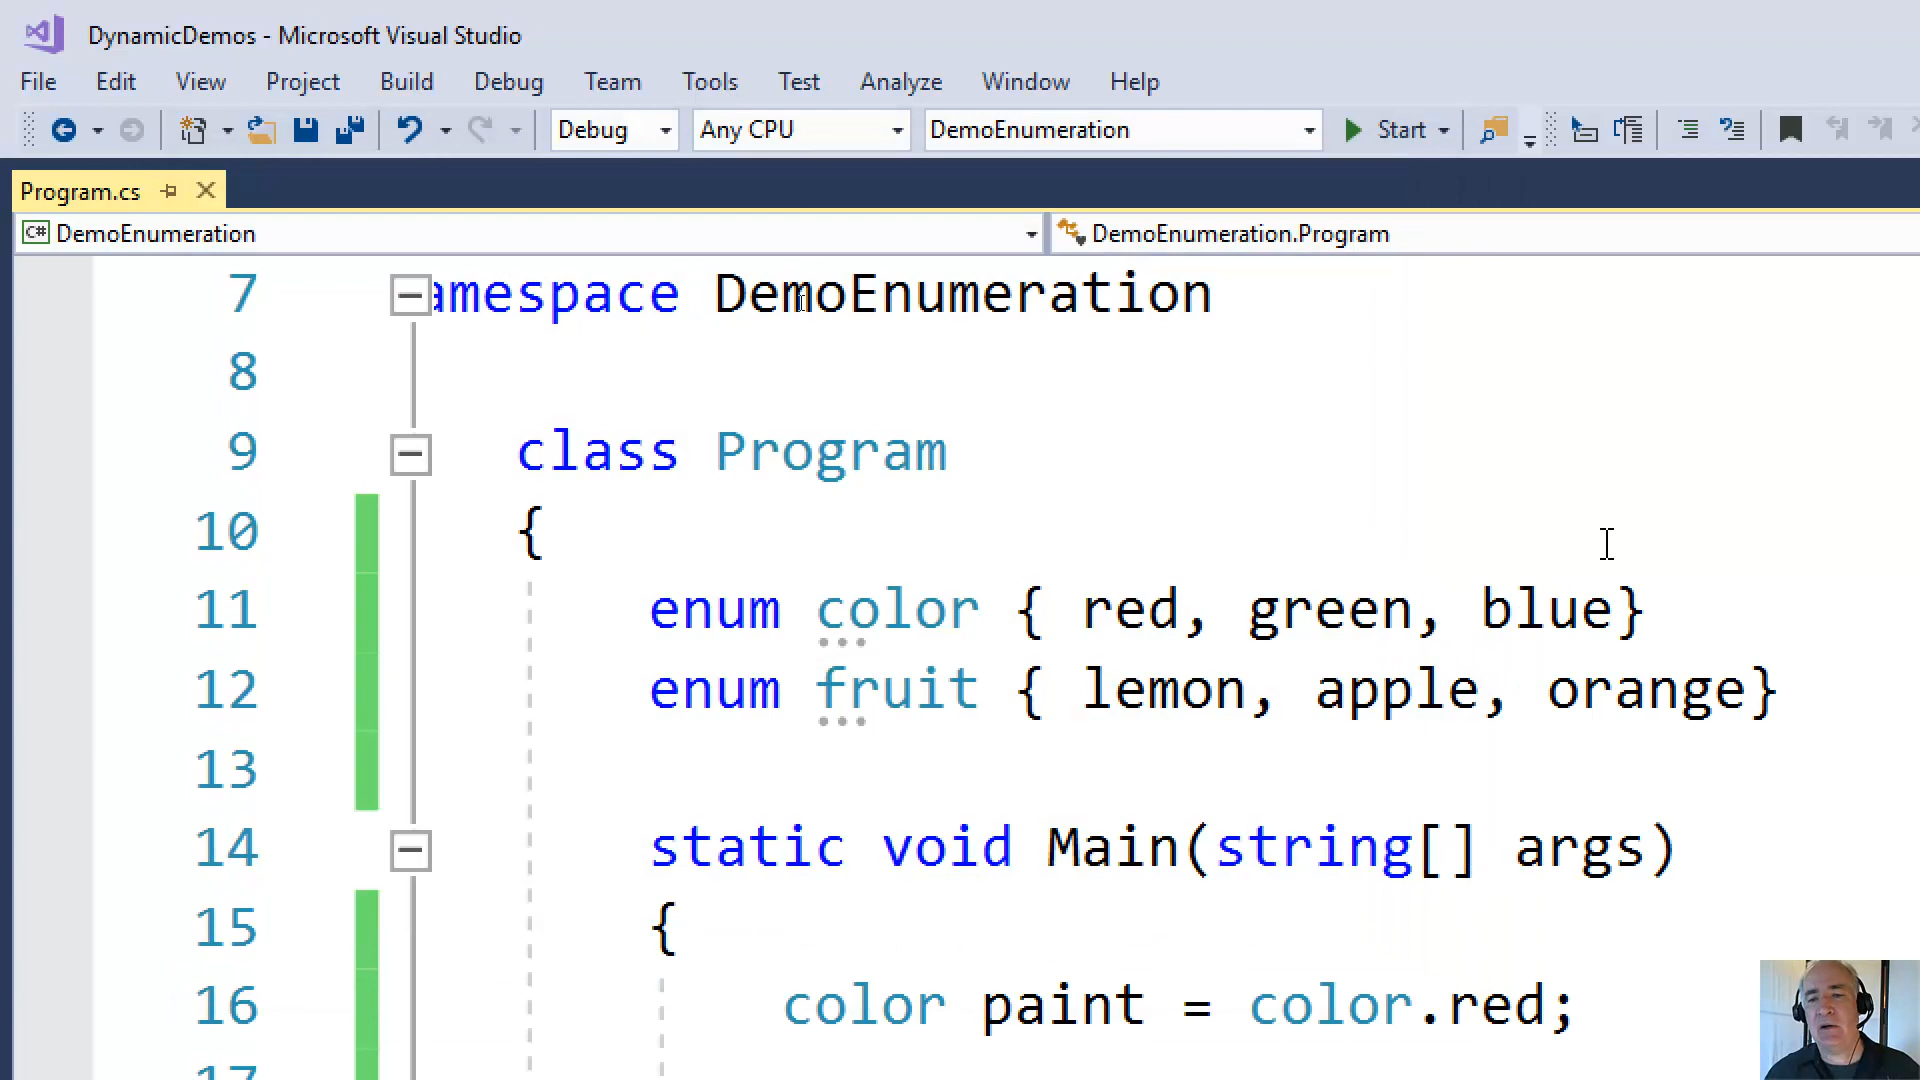 DynamicDemos - Microsoft Visual Studio
File Edit View Project Build Debug Team Tools Test Analyze Window Help
Debug Any CPU DemoEnumeration Start
Program.cs
C# DemoEnumeration DemoEnumeration.Program
7 amespace DemoEnumeration
8
9 class Program
10 {
11 enum color { red, green, blue}
12 enum fruit { lemon, apple, orange}
13
14 static void Main(string[] args)
15 {
16 color paint = color.red;
17